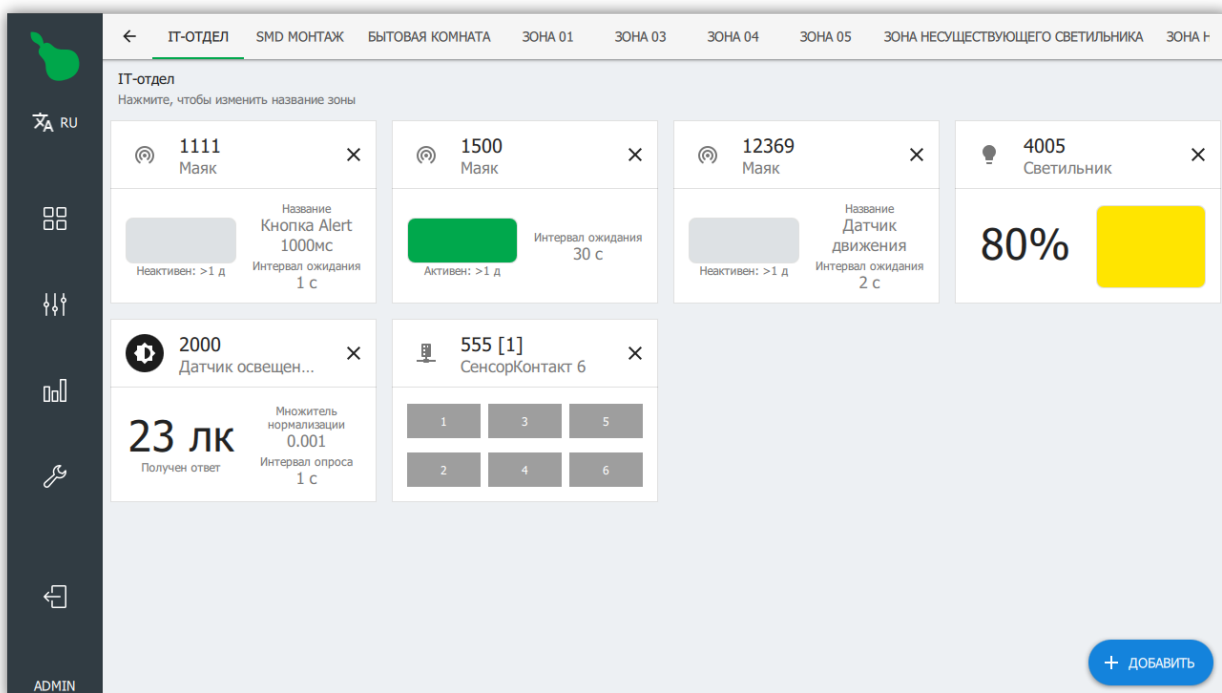 IT-ОТДЕЛ SMD МОНТАЖ БЫТОВАЯ КОМНАТА ЗОНА 01 ЗОНА 03 ЗОНА 04 ЗОНА 05 ЗОНА НЕСУЩЕСТВУЮЩЕГО СВЕТИЛЬНИКА ЗОНА Н
IT-отдел
Нажмите, чтобы изменить название зоны
RU
1111
Маяк
Неактивен: >1 д
Название
Кнопка Alert
1000мс
Интервал ожидания
1 с
1500
Маяк
Активен: >1 д
Интервал ожидания
30 с
12369
Маяк
Неактивен: >1 д
Название
Датчик
движения
Интервал ожидания
2 с
4005
Светильник
80%
2000
Датчик освещен...
23 лк
Получен ответ
Множитель
нормализации
0.001
Интервал опроса
1 с
555 [1]
СенсорКонтакт 6
1 3 5
2 4 6
+ ДОБАВИТЬ
ADMIN